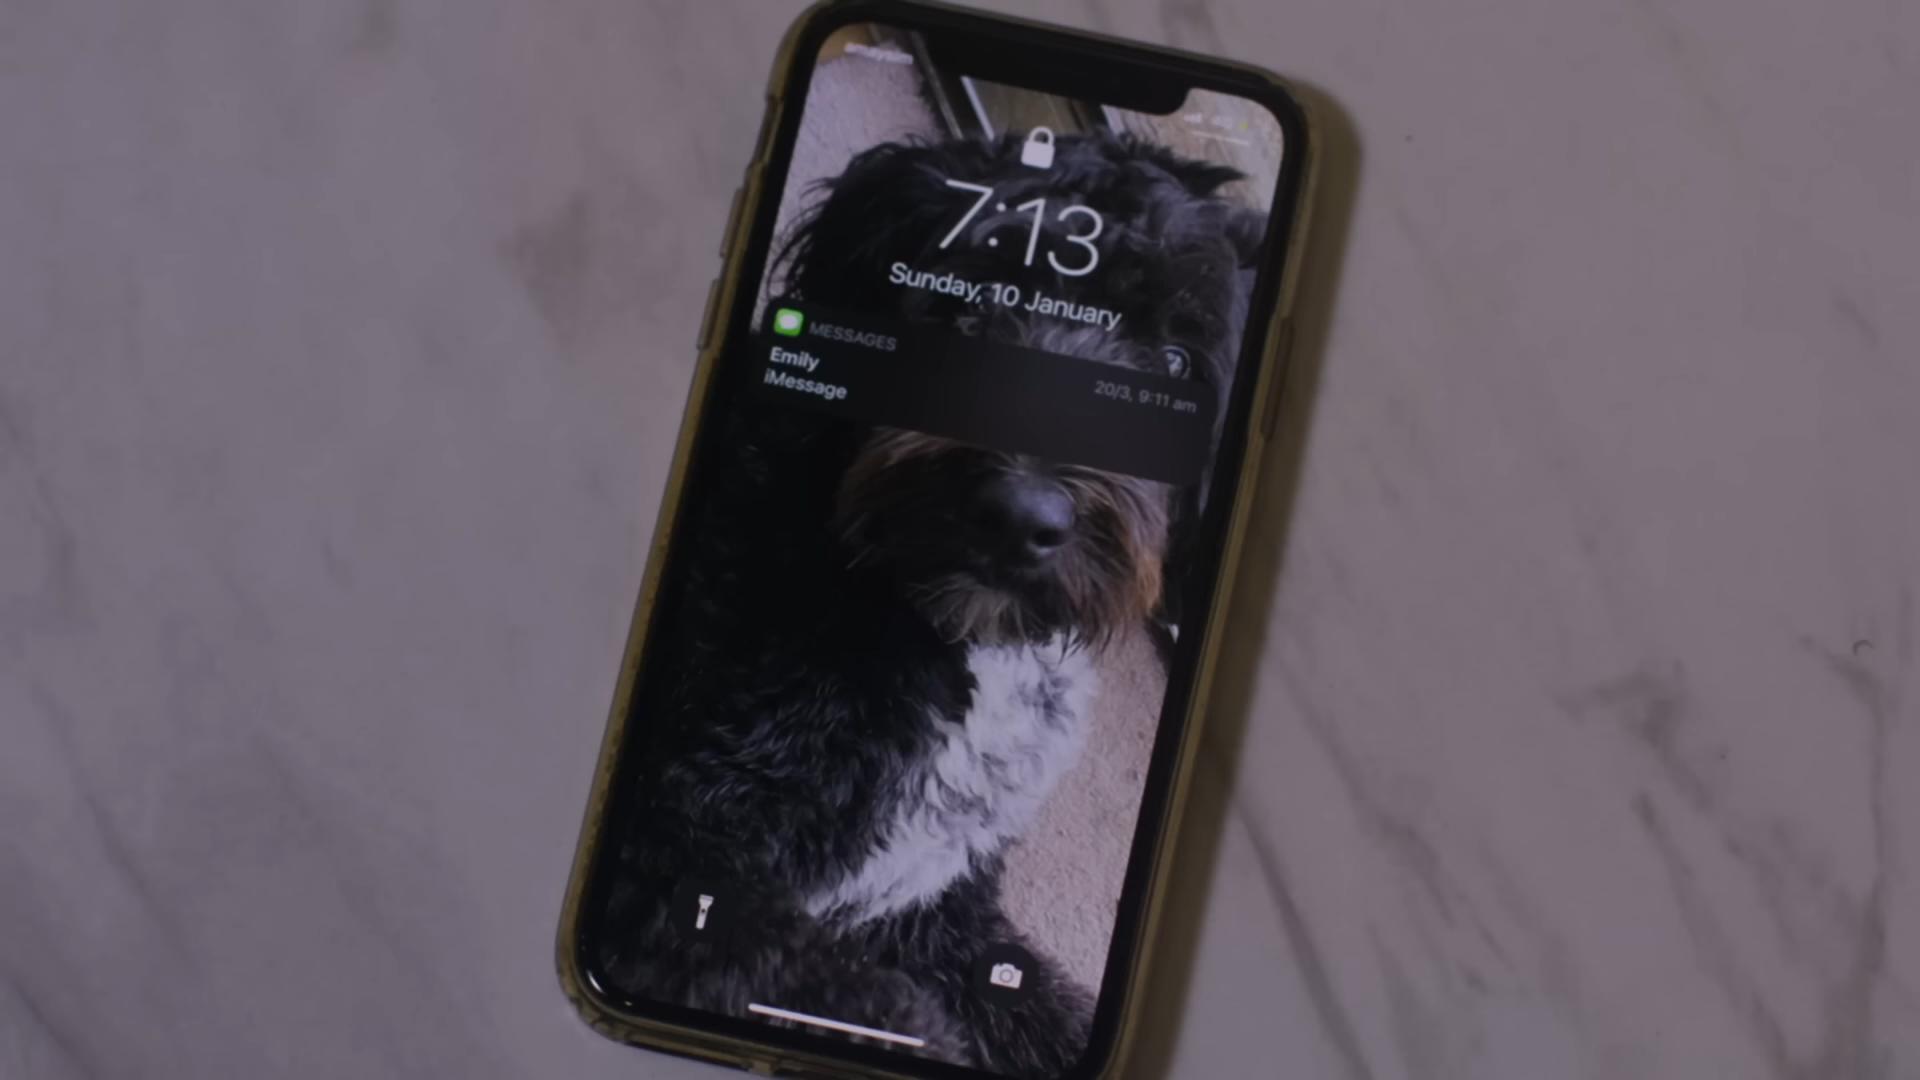 7:13
Sunday, 10 January
MESSAGES
Emily
20/3, 9:11 am
iMessage